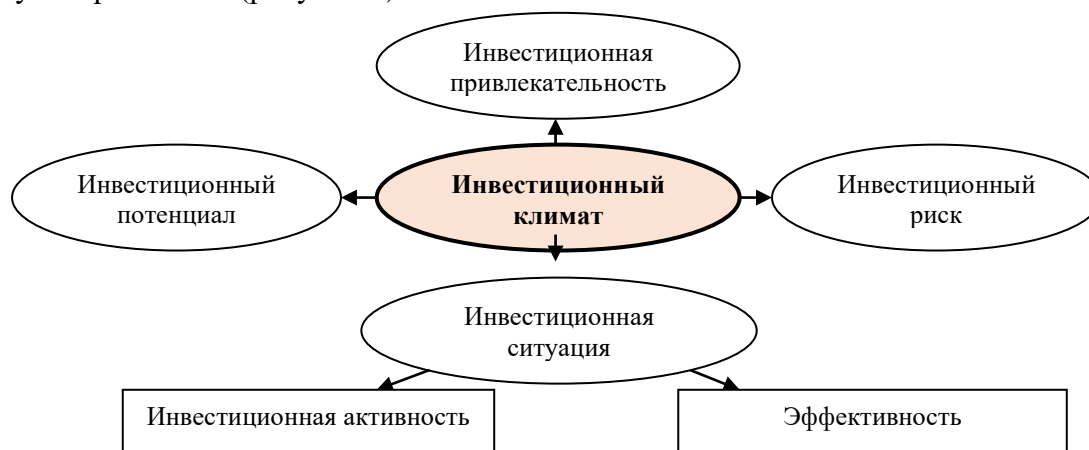 Инвестиционная
привлекательность
Инвестиционный
потенциал
Инвестиционный
климат
Инвестиционный
риск
Инвестиционная
ситуация
Инвестиционная активность
Эффективность